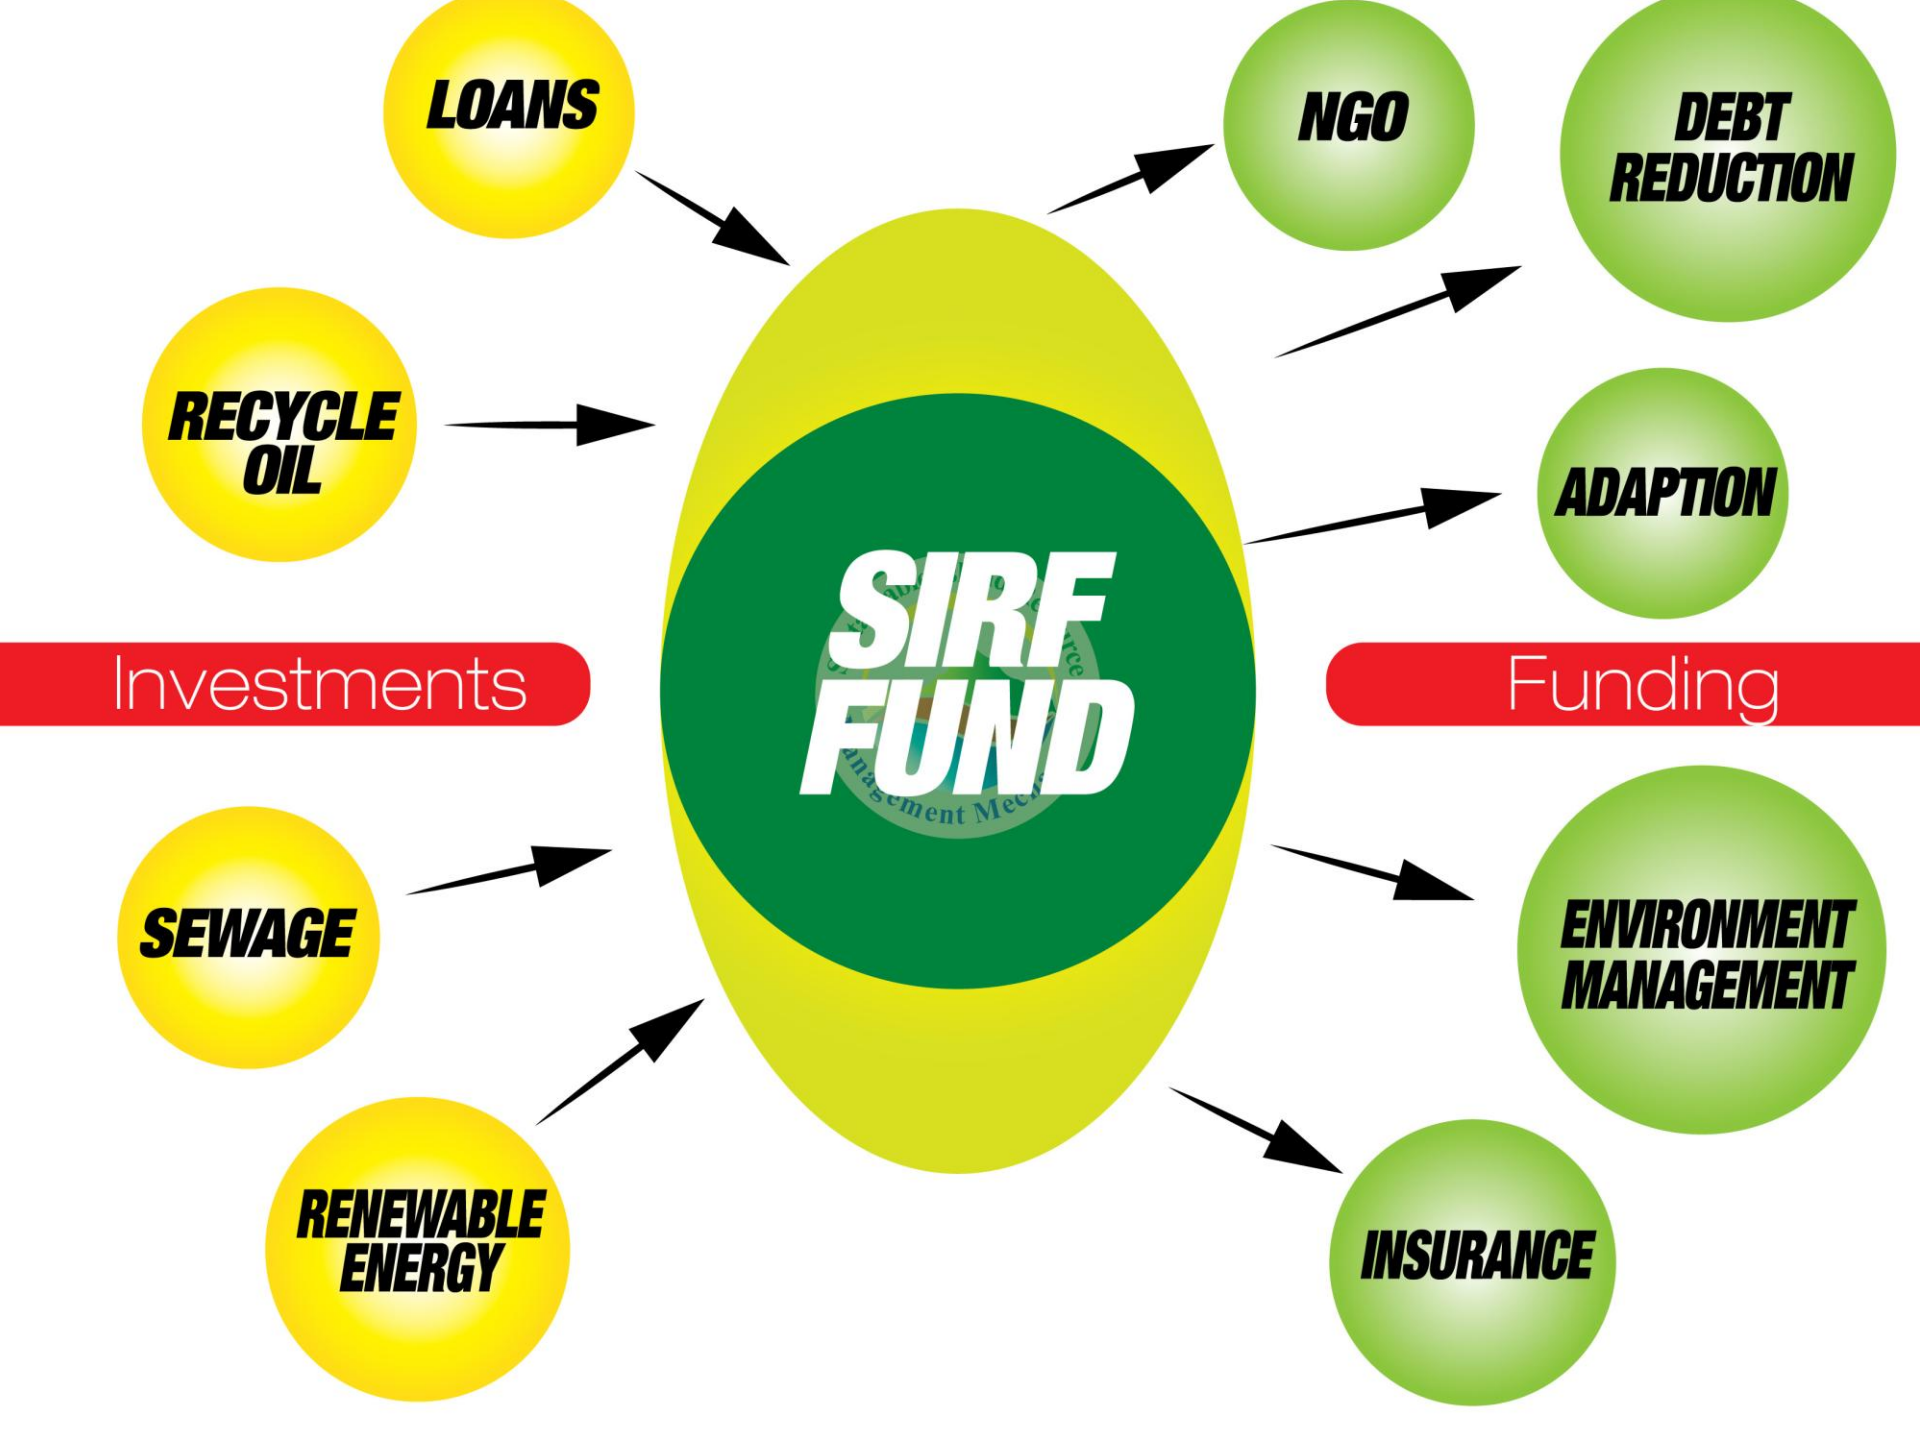 LOANS
NGO
DEBT
REDUCTION
RECYCLE
OIL
ADAPTION
SIRF
FUND
Investments
Funding
SEWAGE
ENVIRONMENT
MANAGEMENT
RENEWABLE
ENERGY
INSURANCE